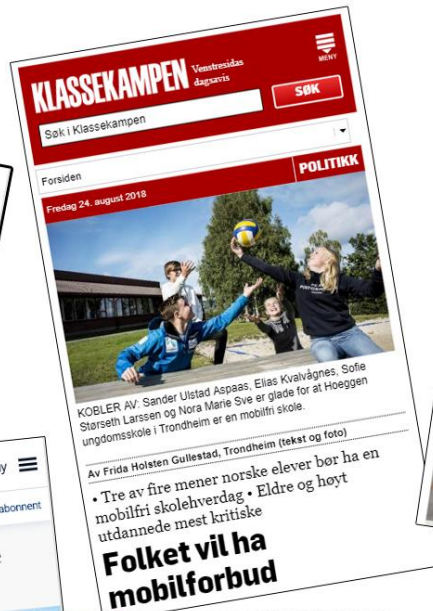 KLASSEKAMPEN Venstresidas
dagsavis
MENY
Søk i Klassekampen
SØK
Forsiden
Fredag 24. august 2018
POLITIKK
KOBLER AV: Sander Ulstad Aspaas, Elias Kvalvågnes, Sofie
Størseth Larssen og Nora Marie Sve er glade for at Hoeggen
ungdomsskole i Trondheim er en mobilfri skole.
Av Frida Holsten Gullestad, Trondheim (tekst og foto)
• Tre av fire mener norske elever bør ha en
mobilfri skolehverdag • Eldre og høyt
utdannede mest kritiske
Folket vil ha
mobilforbud
abonnent